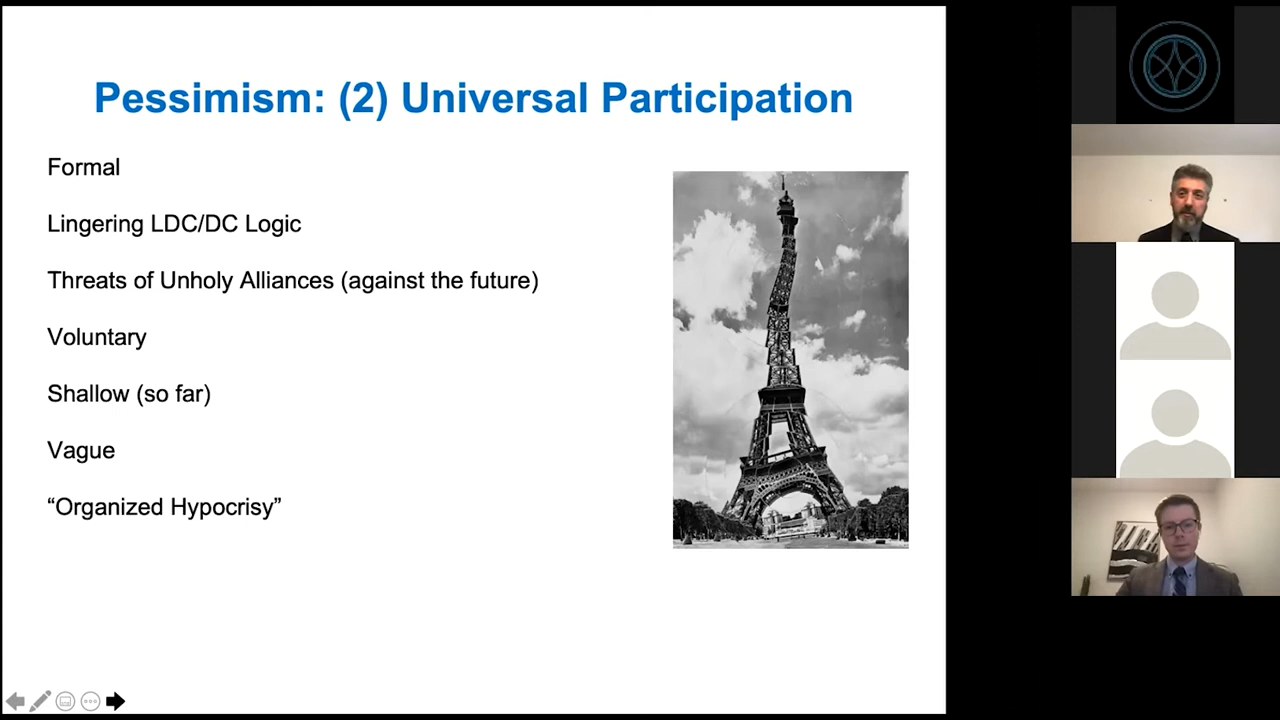 Pessimism: (2) Universal Participation
Formal
Lingering LDC/DC Logic
Threats of Unholy Alliances (against the future)
Voluntary
Shallow (so far)
Vague
“Organized Hypocrisy”